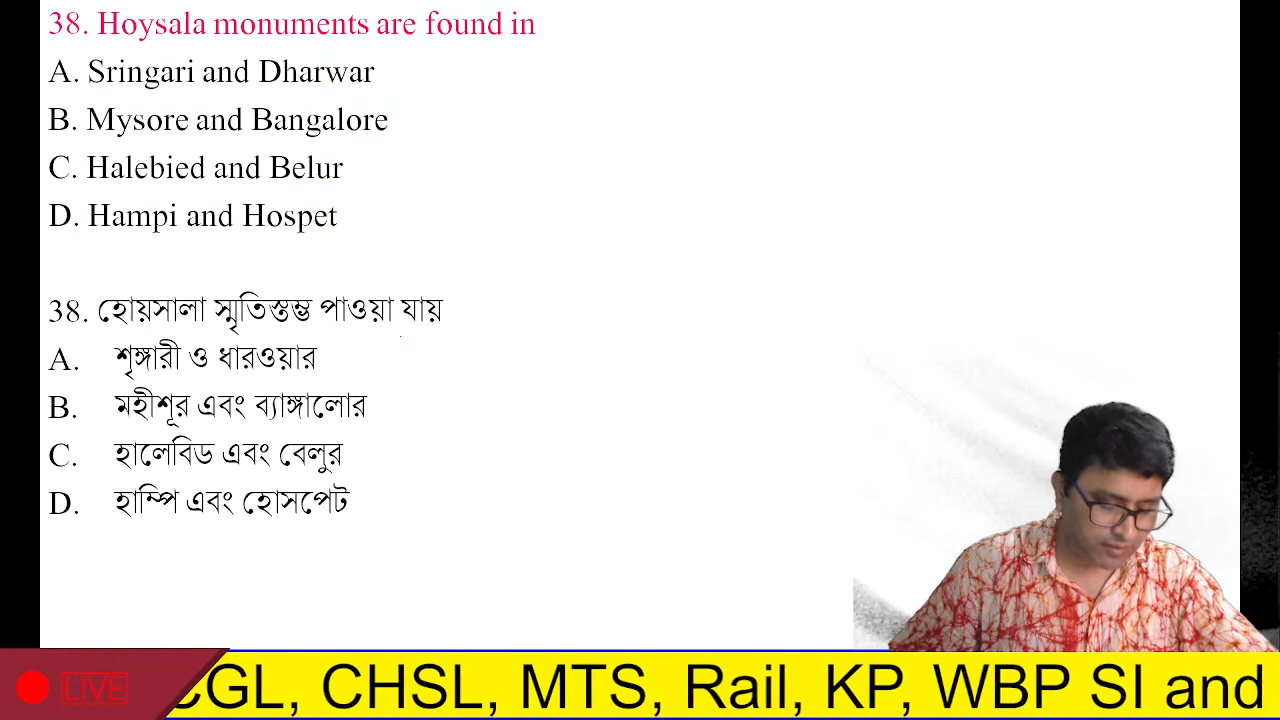 38. Hoysala monuments are found in
A. Sringari and Dharwar
B. Mysore and Bangalore
C. Halebied and Belur
D. Hampi and Hospet
38. হোয়সালা স্মৃতিস্তম্ভ পাওয়া যায়
A. শৃঙ্গারী ও ধারওয়ার
B. মহীশূর এবং ব্যাঙ্গালোর
C. হালেবিড এবং বেলুর
D. হাম্পি এবং হোসপেট
LIVE CGL, CHSL, MTS, Rail, KP, WBP SI and